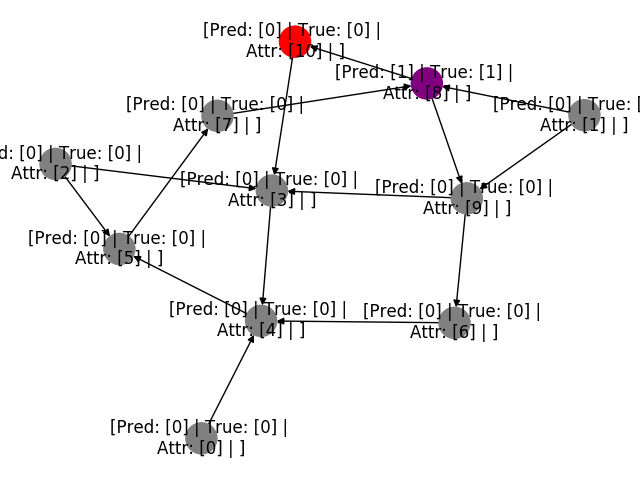 [Pred: [0] | True: [0] |
Attr: [10] | ]
[Pred: [1] | True: [1] |
Attr: [8] | ]
[Pred: [0] | True: [0] |
Attr: [7] | ]
[Pred: [0] | True: [
Attr: [1] | ]
d: [0] | True: [0] |
Attr: [2] | ]
[Pred: [0] | True: [0] |
Attr: [3] | ]
[Pred: [0] | True: [0] |
Attr: [9] | ]
[Pred: [0] | True: [0] |
Attr: [5] | ]
[Pred: [0] | True: [0] |
Attr: [4] | ]
[Pred: [0] | True: [0] |
Attr: [6] | ]
[Pred: [0] | True: [0] |
Attr: [0] | ]